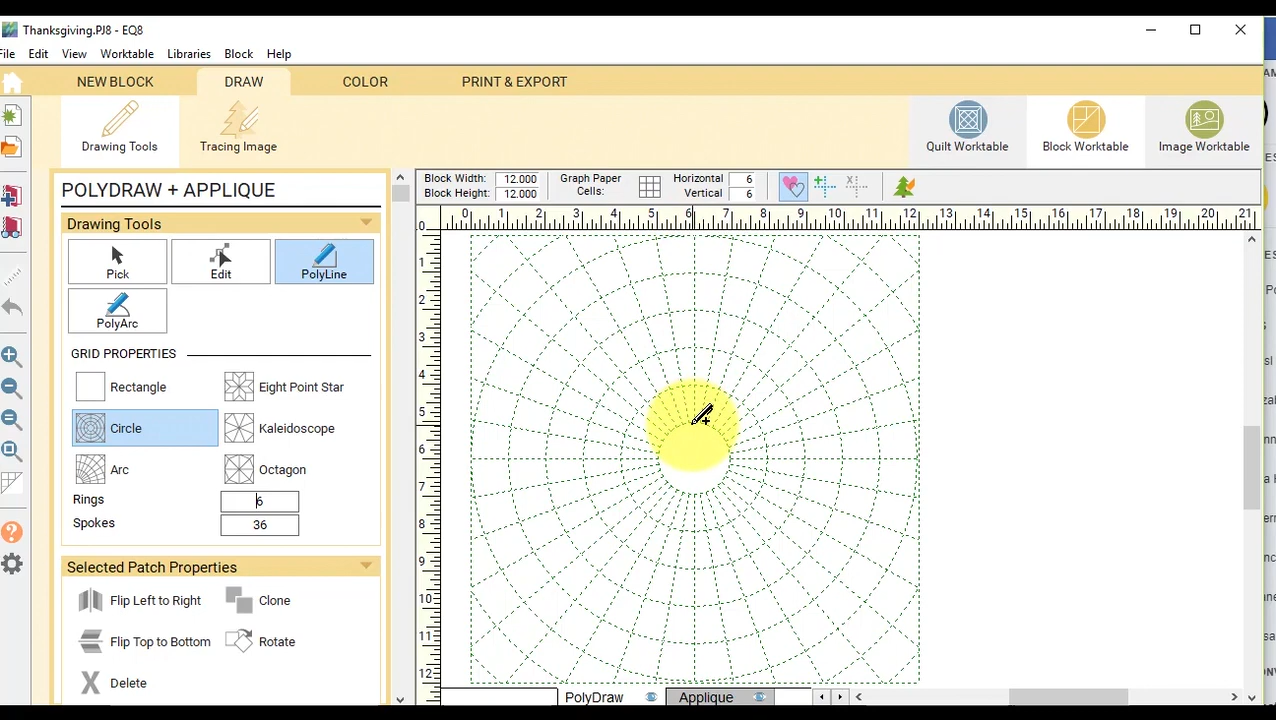 Thanksgiving.PJ8 - EQ8
File Edit View Worktable Libraries Block Help
NEW BLOCK DRAW COLOR PRINT & EXPORT
Drawing Tools Tracing Image Quilt Worktable Block Worktable Image Worktable
POLYDRAW + APPLIQUE
Block Width: 12.000 Graph Paper Horizontal 6
Block Height: 12.000 Cells: Vertical 6
Drawing Tools
0 1 2 3 4 5 6 7 8 9 10 11 12 13 14 15 16 17 18 19 20 21
Pick Edit PolyLine
PolyArc
GRID PROPERTIES
Rectangle Eight Point Star
Circle Kaleidoscope
Arc Octagon
Rings 6
Spokes 36
Selected Patch Properties
Flip Left to Right Clone
Flip Top to Bottom Rotate
Delete
0
1
2
3
4
5
6
7
8
9
10
11
12
PolyDraw Applique